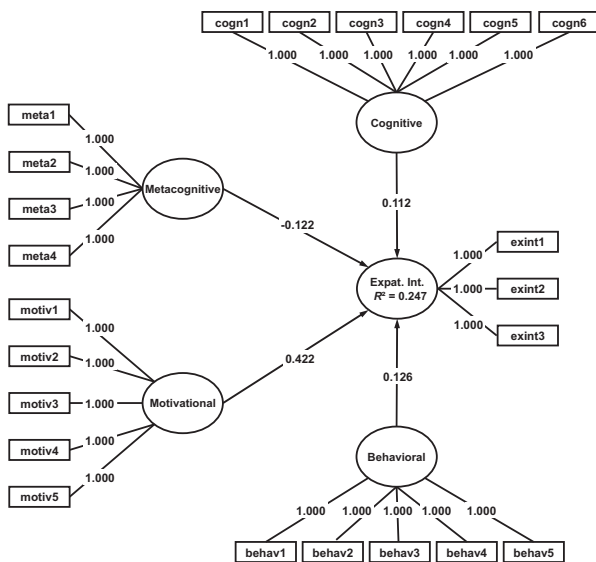 cogn1 cogn2 cogn3 cogn4 cogn5 cogn6
1.000 1.000 1.000 1.000 1.000 1.000
Cognitive
meta1
1.000
meta2
1.000
meta3
1.000
meta4
1.000
Metacognitive
0.112
-0.122
exint1
1.000
Expat. Int.
R² = 0.247
1.000
exint2
1.000
exint3
motiv1
1.000
motiv2
1.000
motiv3
1.000
motiv4
1.000
motiv5
Motivational
0.422
0.126
Behavioral
1.000 1.000 1.000 1.000 1.000
behav1 behav2 behav3 behav4 behav5